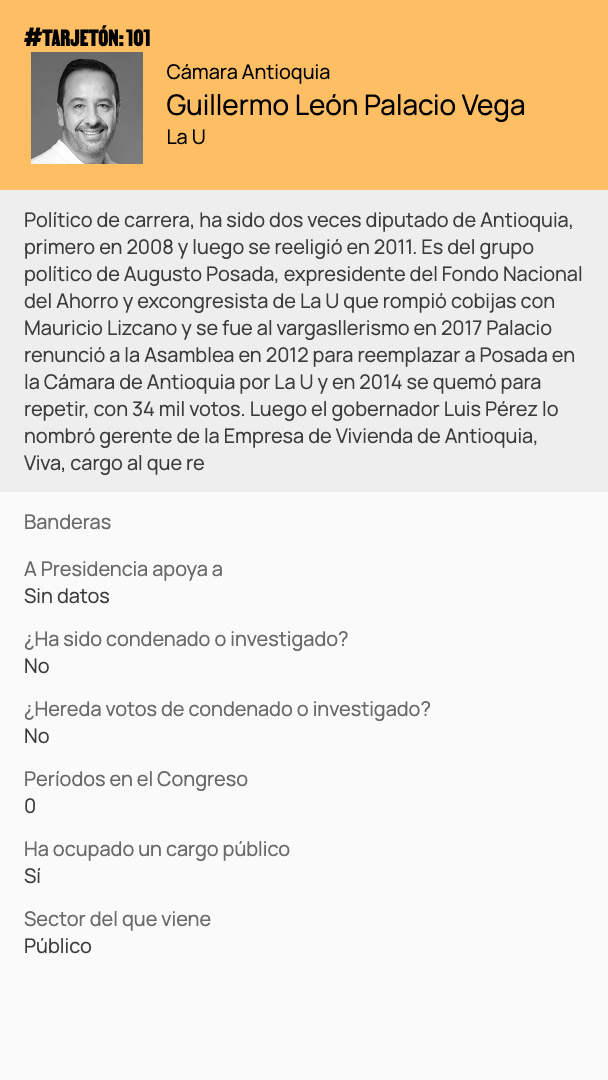 #TARJETÓN: 101
Cámara Antioquia
Guillermo León Palacio Vega
La U
Político de carrera, ha sido dos veces diputado de Antioquia,
primero en 2008 y luego se reeligió en 2011. Es del grupo
político de Augusto Posada, expresidente del Fondo Nacional
del Ahorro y excongresista de La U que rompió cobijas con
Mauricio Lizcano y se fue al vargasllerismo en 2017 Palacio
renunció a la Asamblea en 2012 para reemplazar a Posada en
la Cámara de Antioquia por La U y en 2014 se quemó para
repetir, con 34 mil votos. Luego el gobernador Luis Pérez lo
nombró gerente de la Empresa de Vivienda de Antioquia,
Viva, cargo al que re
Banderas
A Presidencia apoya a
Sin datos
¿Ha sido condenado o investigado?
No
¿Hereda votos de condenado o investigado?
No
Períodos en el Congreso
0
Ha ocupado un cargo público
Sí
Sector del que viene
Público